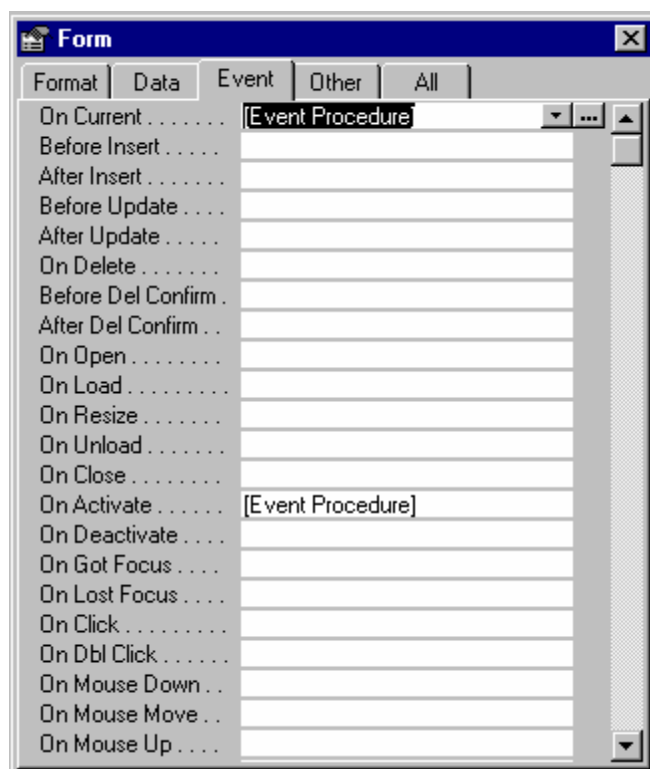 Form
Format Data Event Other All
On Current . . . . . . . [Event Procedure] ...
Before Insert . . . . .
After Insert . . . . . . .
Before Update . . . .
After Update . . . . .
On Delete . . . . . . .
Before Del Confirm .
After Del Confirm . .
On Open . . . . . . . .
On Load . . . . . . . . .
On Resize . . . . . . .
On Unload . . . . . . .
On Close . . . . . . . .
On Activate . . . . . . [Event Procedure]
On Deactivate . . . .
On Got Focus . . . .
On Lost Focus . . . .
On Click . . . . . . . . .
On Dbl Click . . . . . .
On Mouse Down . .
On Mouse Move . .
On Mouse Up . . . .